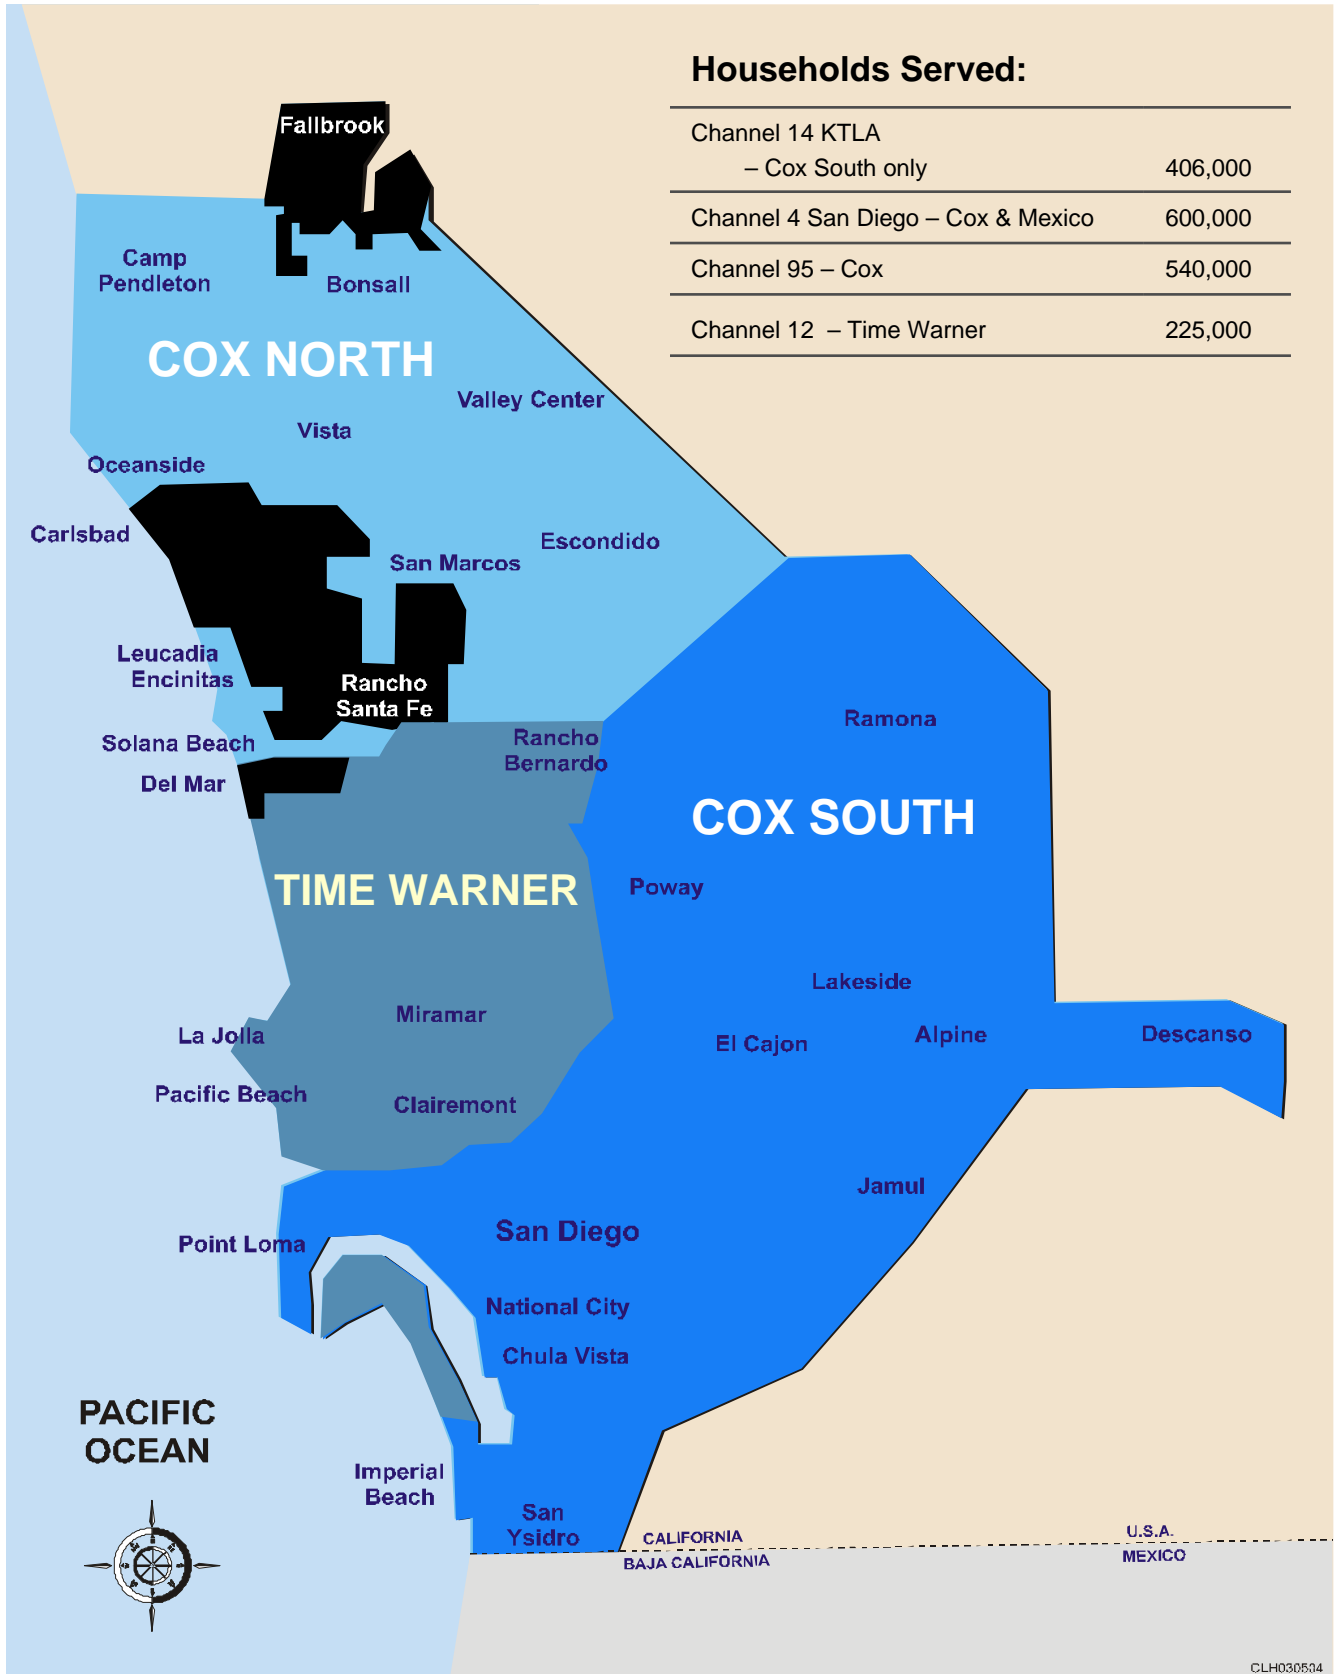 Households Served:
Channel 14 KTLA
– Cox South only 406,000
Channel 4 San Diego – Cox & Mexico 600,000
Channel 95 – Cox 540,000
Channel 12 – Time Warner 225,000
Fallbrook
Camp
Pendleton
Bonsall
COX NORTH
Valley Center
Vista
Oceanside
Carlsbad
Escondido
San Marcos
Leucadia
Encinitas
Rancho
Santa Fe
Solana Beach
Del Mar
Rancho
Bernardo
Ramona
COX SOUTH
TIME WARNER
Poway
Lakeside
Miramar
La Jolla
El Cajon
Alpine
Descanso
Pacific Beach
Clairemont
Jamul
San Diego
Point Loma
National City
Chula Vista
PACIFIC
OCEAN
Imperial
Beach
San
Ysidro
CALIFORNIA
U.S.A.
BAJA CALIFORNIA
MEXICO
CLH030504